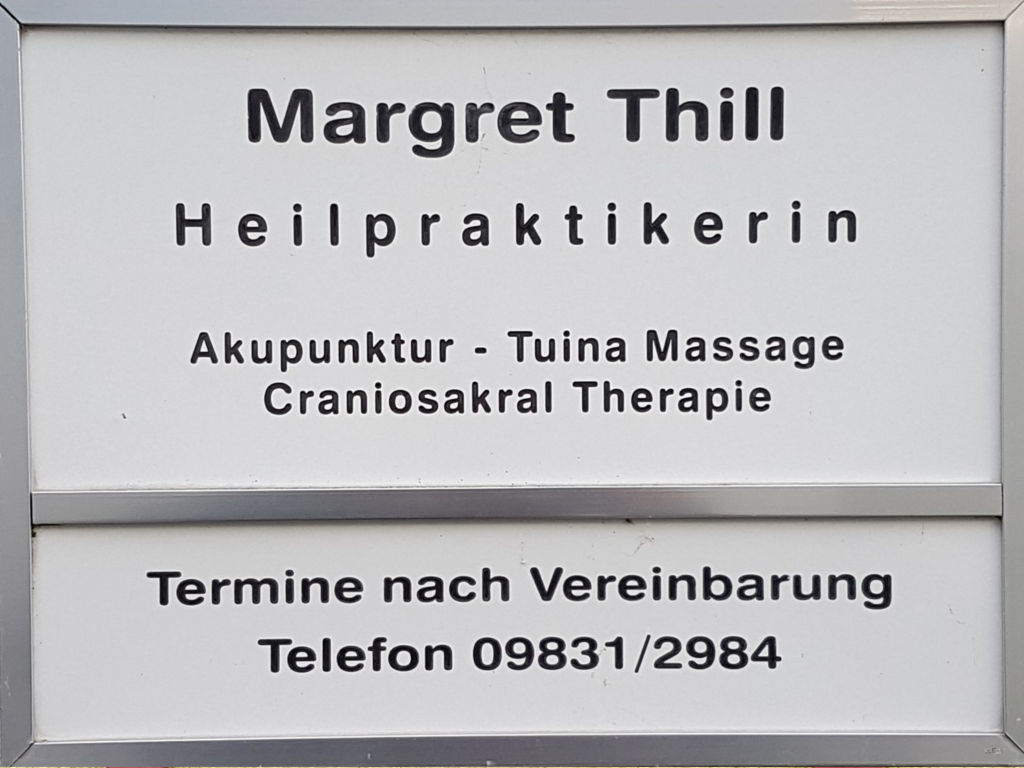 Margret Thill
Heilpraktikerin
Akupunktur - Tuina Massage
Craniosakral Therapie
Termine nach Vereinbarung
Telefon 09831/2984